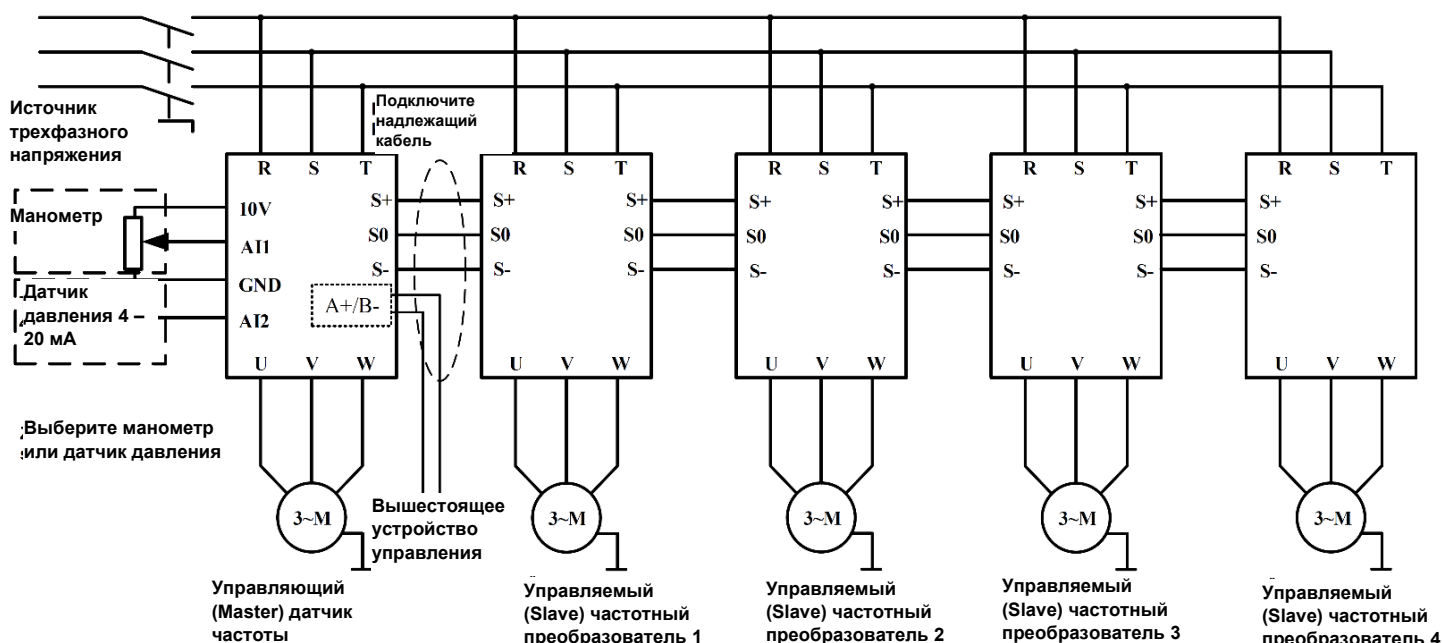 Источник
трехфазного
напряжения
Подключите
надлежащий
кабель
R S T
R S T
R S T
R S T
R S T
Манометр
10V
AI1
GND
AI2
Датчик
давления 4 –
20 мА
S+
S0
S-
A+/B-
S+
S0
S-
S+
S0
S-
S+
S0
S-
S+
S0
S-
S+
S0
S-
S+
S0
S-
S+
S0
S-
U V W
U V W
U V W
U V W
U V W
Выберите манометр
или датчик давления
3~M
3~M
3~M
3~M
3~M
Вышестоящее
устройство
управления
Управляющий
(Master) датчик
частоты
Управляемый
(Slave) частотный
преобразователь 1
Управляемый
(Slave) частотный
преобразователь 2
Управляемый
(Slave) частотный
преобразователь 3
Управляемый
(Slave) частотный
преобразователь 4